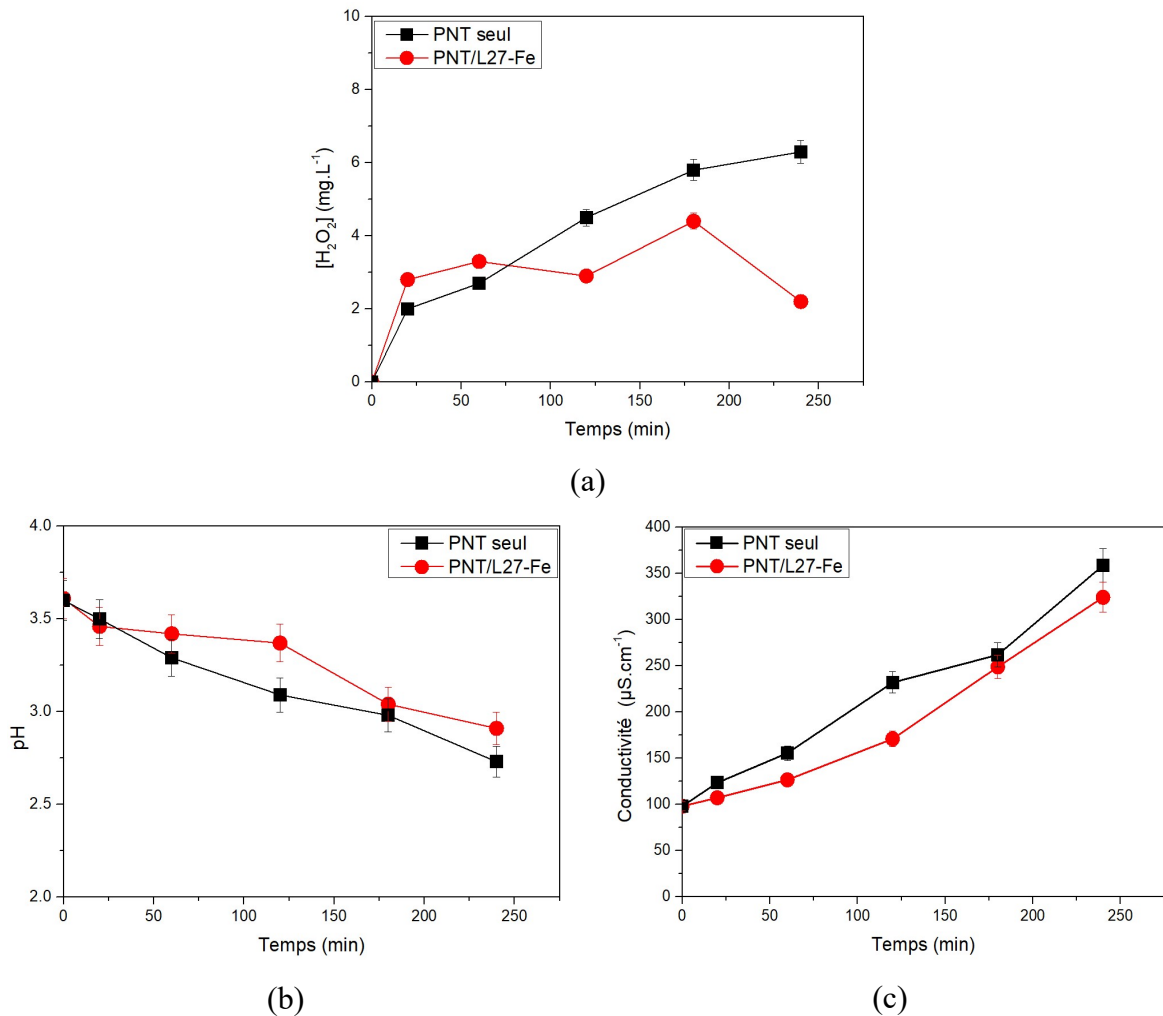 10
8
6
4
2
0
[H₂O₂] (mg.L⁻¹)
PNT seul
PNT/L27-Fe
0
50
100
150
200
250
Temps (min)
(a)
4.0
3.5
3.0
2.5
2.0
pH
PNT seul
PNT/L27-Fe
0
50
100
150
200
250
Temps (min)
(b)
400
350
300
250
200
150
100
50
0
Conductivité (µS.cm⁻¹)
PNT seul
PNT/L27-Fe
0
50
100
150
200
250
Temps (min)
(c)